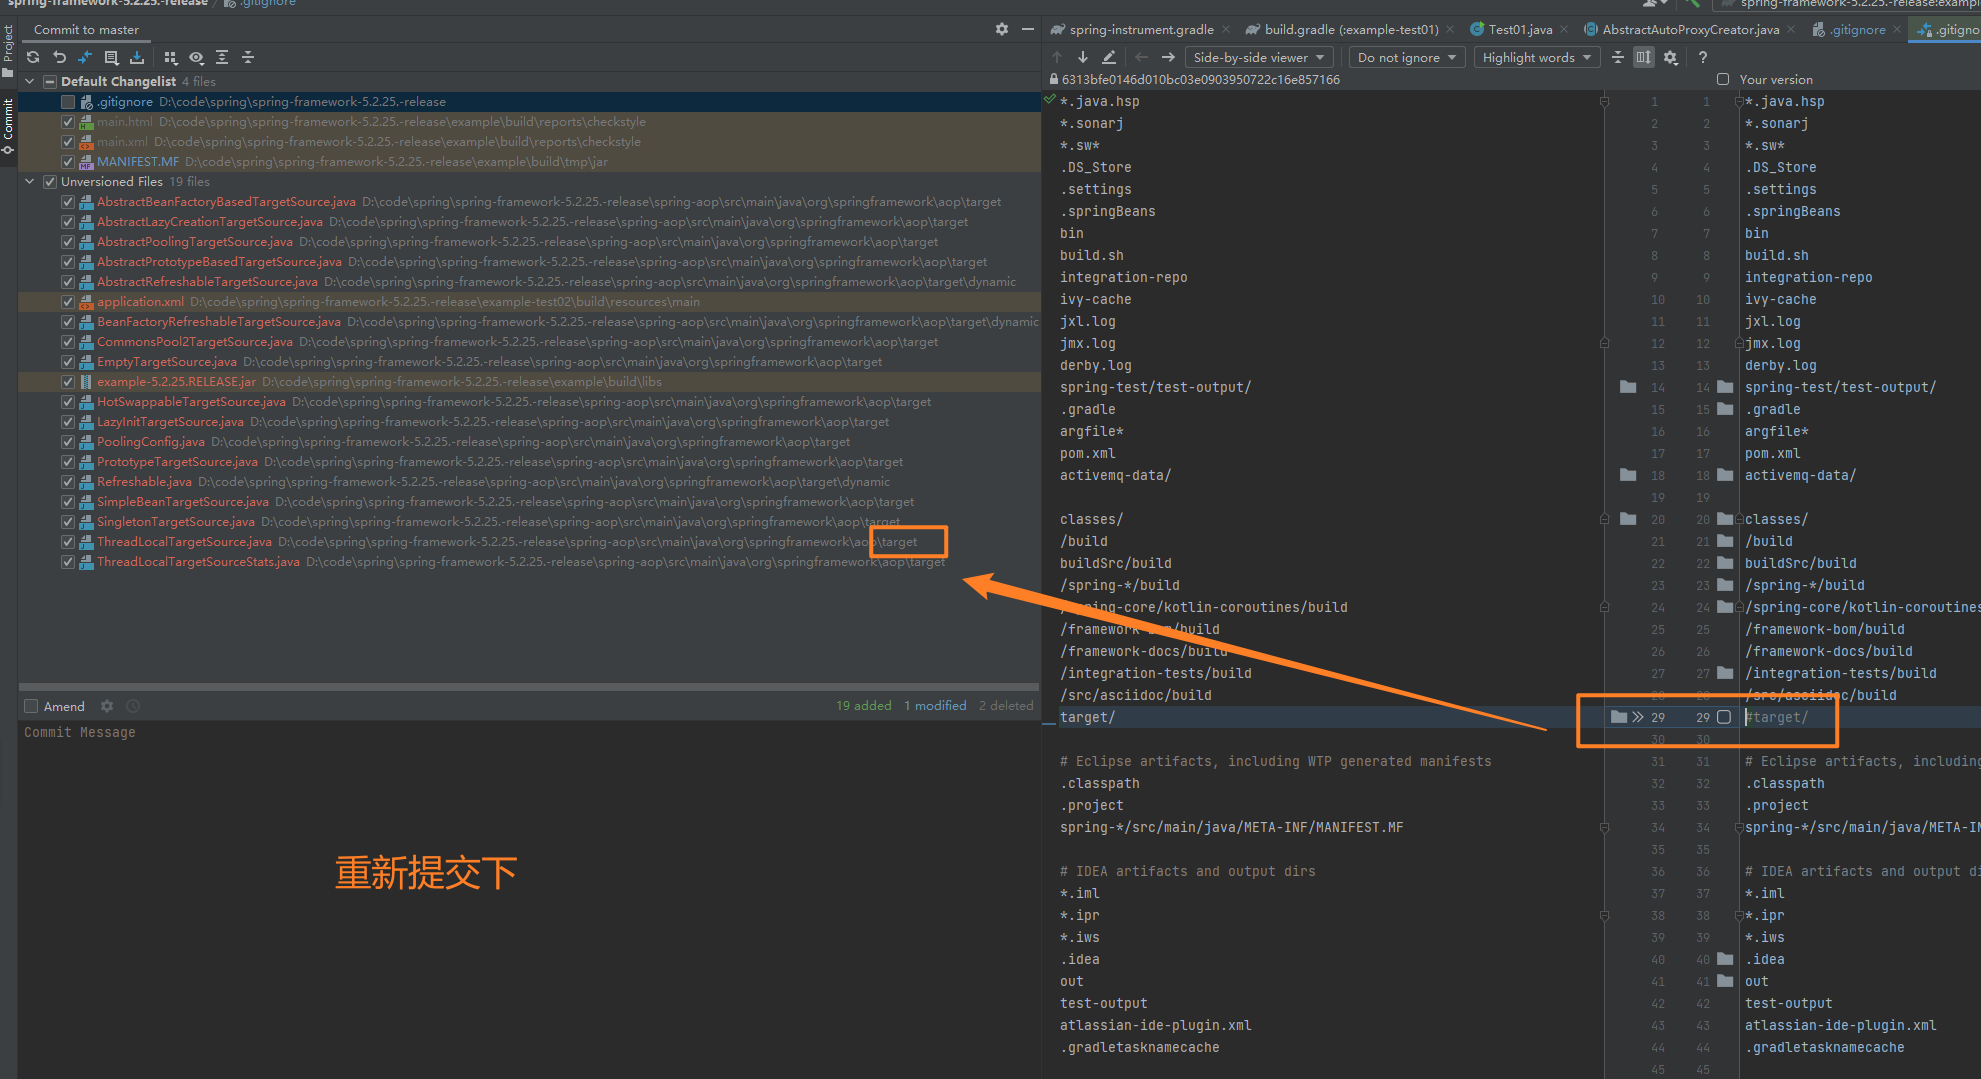 spring-framework-5.2.25.-release / .gitignore
spring-framework-5.2.25.-release:examp
Project
Commit
Commit to master
Default Changelist 4 files
.gitignore D:\code\spring\spring-framework-5.2.25.-release
main.html D:\code\spring\spring-framework-5.2.25.-release\example\build\reports\checkstyle
main.xml D:\code\spring\spring-framework-5.2.25.-release\example\build\reports\checkstyle
MANIFEST.MF D:\code\spring\spring-framework-5.2.25.-release\example\build\tmp\jar
Unversioned Files 19 files
AbstractBeanFactoryBasedTargetSource.java D:\code\spring\spring-framework-5.2.25.-release\spring-aop\src\main\java\org\springframework\aop\target
AbstractLazyCreationTargetSource.java D:\code\spring\spring-framework-5.2.25.-release\spring-aop\src\main\java\org\springframework\aop\target
AbstractPoolingTargetSource.java D:\code\spring\spring-framework-5.2.25.-release\spring-aop\src\main\java\org\springframework\aop\target
AbstractPrototypeBasedTargetSource.java D:\code\spring\spring-framework-5.2.25.-release\spring-aop\src\main\java\org\springframework\aop\target
AbstractRefreshableTargetSource.java D:\code\spring\spring-framework-5.2.25.-release\spring-aop\src\main\java\org\springframework\aop\target\dynamic
application.xml D:\code\spring\spring-framework-5.2.25.-release\example-test02\build\resources\main
BeanFactoryRefreshableTargetSource.java D:\code\spring\spring-framework-5.2.25.-release\spring-aop\src\main\java\org\springframework\aop\target\dynamic
CommonsPool2TargetSource.java D:\code\spring\spring-framework-5.2.25.-release\spring-aop\src\main\java\org\springframework\aop\target
EmptyTargetSource.java D:\code\spring\spring-framework-5.2.25.-release\spring-aop\src\main\java\org\springframework\aop\target
example-5.2.25.RELEASE.jar D:\code\spring\spring-framework-5.2.25.-release\example\build\libs
HotSwappableTargetSource.java D:\code\spring\spring-framework-5.2.25.-release\spring-aop\src\main\java\org\springframework\aop\target
LazyInitTargetSource.java D:\code\spring\spring-framework-5.2.25.-release\spring-aop\src\main\java\org\springframework\aop\target
PoolingConfig.java D:\code\spring\spring-framework-5.2.25.-release\spring-aop\src\main\java\org\springframework\aop\target
PrototypeTargetSource.java D:\code\spring\spring-framework-5.2.25.-release\spring-aop\src\main\java\org\springframework\aop\target
Refreshable.java D:\code\spring\spring-framework-5.2.25.-release\spring-aop\src\main\java\org\springframework\aop\target\dynamic
SimpleBeanTargetSource.java D:\code\spring\spring-framework-5.2.25.-release\spring-aop\src\main\java\org\springframework\aop\target
SingletonTargetSource.java D:\code\spring\spring-framework-5.2.25.-release\spring-aop\src\main\java\org\springframework\aop\target
ThreadLocalTargetSource.java D:\code\spring\spring-framework-5.2.25.-release\spring-aop\src\main\java\org\springframework\aop\target
ThreadLocalTargetSourceStats.java D:\code\spring\spring-framework-5.2.25.-release\spring-aop\src\main\java\org\springframework\aop\target
Amend 19 added 1 modified 2 deleted
Commit Message
重新提交下
spring-instrument.gradle build.gradle (:example-test01) Test01.java AbstractAutoProxyCreator.java .gitignore .gitigno
Side-by-side viewer Do not ignore Highlight words ?
6313bfe0146d010bc03e0903950722c16e857166 Your version
*.java.hsp 1 1 *.java.hsp
*.sonarj 2 2 *.sonarj
*.sw* 3 3 *.sw*
.DS_Store 4 4 .DS_Store
.settings 5 5 .settings
.springBeans 6 6 .springBeans
bin 7 7 bin
build.sh 8 8 build.sh
integration-repo 9 9 integration-repo
ivy-cache 10 10 ivy-cache
jxl.log 11 11 jxl.log
jmx.log 12 12 jmx.log
derby.log 13 13 derby.log
spring-test/test-output/ 14 14 spring-test/test-output/
.gradle 15 15 .gradle
argfile* 16 16 argfile*
pom.xml 17 17 pom.xml
activemq-data/ 18 18 activemq-data/
19 19
classes/ 20 20 classes/
/build 21 21 /build
buildSrc/build 22 22 buildSrc/build
/spring-*/build 23 23 /spring-*/build
/spring-core/kotlin-coroutines/build 24 24 /spring-core/kotlin-coroutines
/framework-bom/build 25 25 /framework-bom/build
/framework-docs/build 26 26 /framework-docs/build
/integration-tests/build 27 27 /integration-tests/build
/src/asciidoc/build 28 28 /src/asciidoc/build
target/ 29 29 #target/
30 30
# Eclipse artifacts, including WTP generated manifests 31 31 # Eclipse artifacts, including
.classpath 32 32 .classpath
.project 33 33 .project
spring-*/src/main/java/META-INF/MANIFEST.MF 34 34 spring-*/src/main/java/META-IN
35 35
# IDEA artifacts and output dirs 36 36 # IDEA artifacts and output di
*.iml 37 37 *.iml
*.ipr 38 38 *.ipr
*.iws 39 39 *.iws
.idea 40 40 .idea
out 41 41 out
test-output 42 42 test-output
atlassian-ide-plugin.xml 43 43 atlassian-ide-plugin.xml
.gradletasknamecache 44 44 .gradletasknamecache
45 45